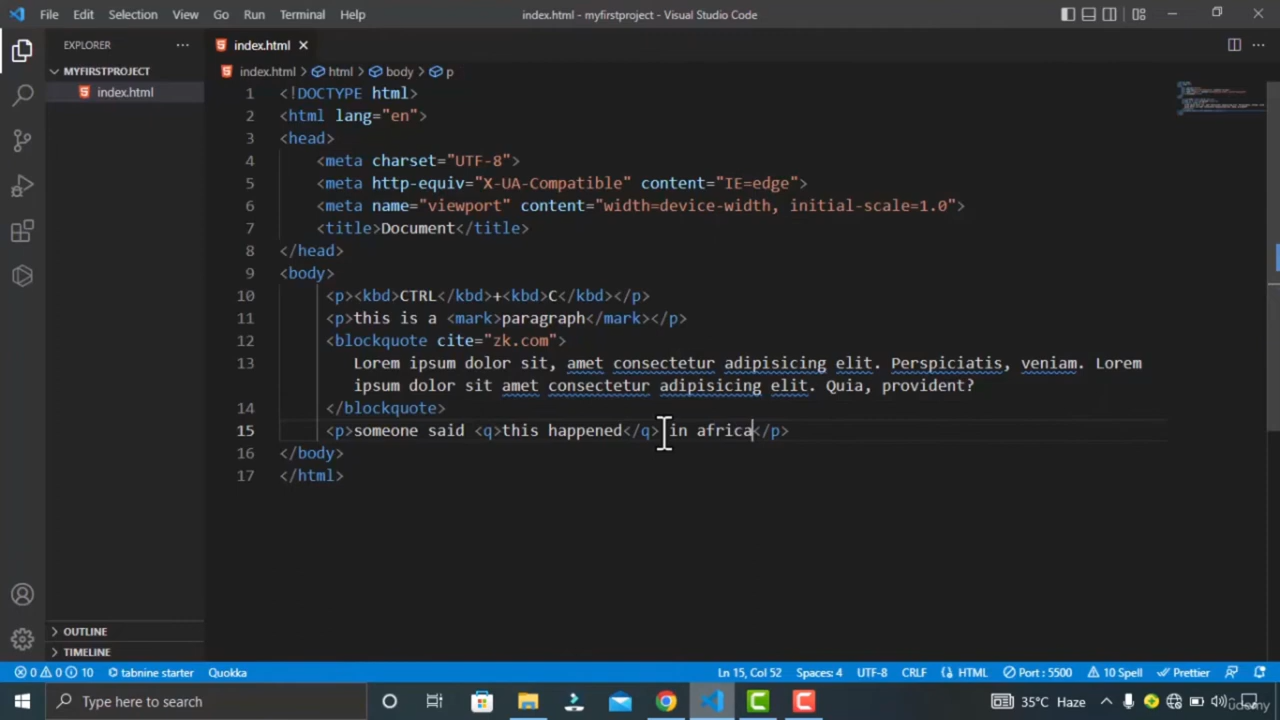 File Edit Selection View Go Run Terminal Help index.html - myfirstproject - Visual Studio Code
EXPLORER
index.html
MYFIRSTPROJECT
index.html > html > body > p
index.html
1 <!DOCTYPE html>
2 <html lang="en">
3 <head>
4 <meta charset="UTF-8">
5 <meta http-equiv="X-UA-Compatible" content="IE=edge">
6 <meta name="viewport" content="width=device-width, initial-scale=1.0">
7 <title>Document</title>
8 </head>
9 <body>
10 <p><kbd>CTRL</kbd>+<kbd>C</kbd></p>
11 <p>this is a <mark>paragraph</mark></p>
12 <blockquote cite="zk.com">
13 Lorem ipsum dolor sit, amet consectetur adipisicing elit. Perspiciatis, veniam. Lorem
ipsum dolor sit amet consectetur adipisicing elit. Quia, provident?
14 </blockquote>
15 <p>someone said <q>this happened</q> in africa</p>
16 </body>
17 </html>
OUTLINE
TIMELINE
0 0 10 tabnine starter Quokka Ln 15, Col 52 Spaces: 4 UTF-8 CRLF HTML Port : 5500 10 Spell Prettier
Type here to search 35°C Haze
udemy